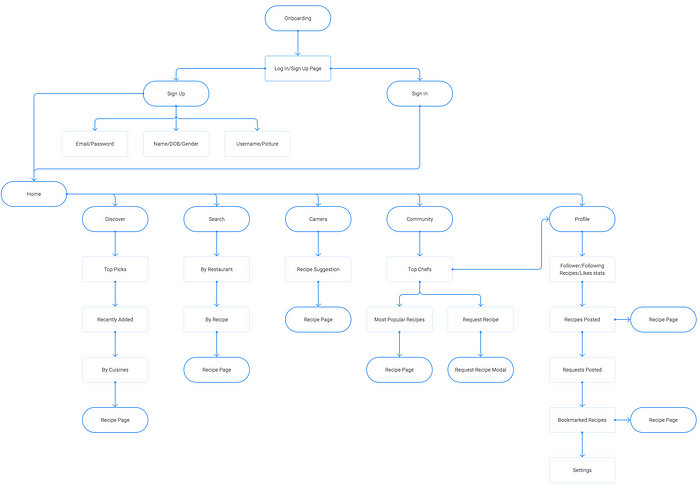 Onboarding
Log In/Sign Up Page
Sign Up
Sign In
Email/Password
Name/DOB/Gender
Username/Picture
Home
Discover
Search
Camera
Community
Profile
Top Picks
By Restaurant
Recipe Suggestion
Top Chefs
Follower/Following
Recipes/Likes stats
Recently Added
By Recipe
Recipe Page
Most Popular Recipes
Request Recipe
Recipes Posted
Recipe Page
By Cuisines
Recipe Page
Recipe Page
Request Recipe Modal
Requests Posted
Recipe Page
Bookmarked Recipes
Recipe Page
Settings